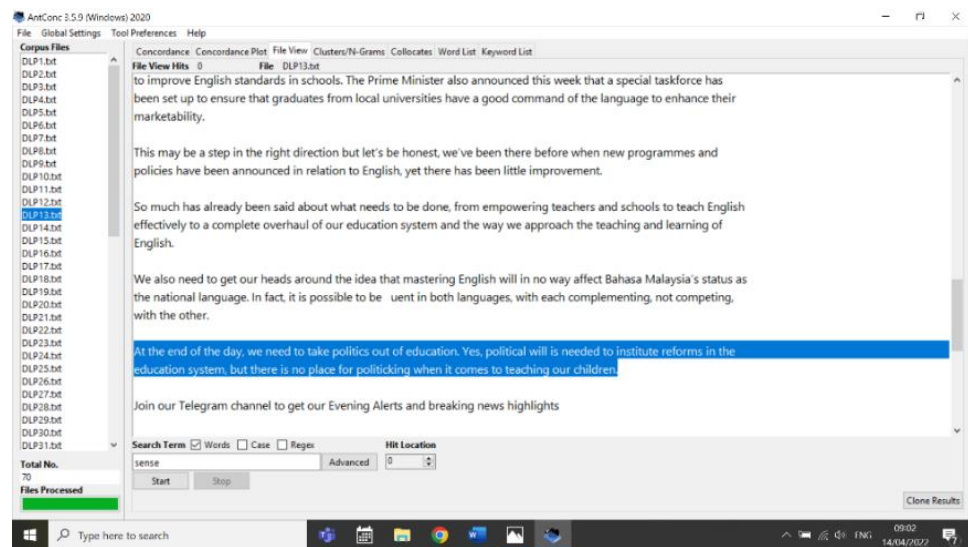 AntConc 3.5.9 (Windows) 2020
File Global Settings Tool Preferences Help
Corpus Files
DLP1.txt
DLP2.txt
DLP3.txt
DLP4.txt
DLP5.txt
DLP6.txt
DLP7.txt
DLP8.txt
DLP9.txt
DLP10.txt
DLP11.txt
DLP12.txt
DLP13.txt
DLP14.txt
DLP15.txt
DLP16.txt
DLP17.txt
DLP18.txt
DLP19.txt
DLP20.txt
DLP21.txt
DLP22.txt
DLP23.txt
DLP24.txt
DLP25.txt
DLP26.txt
DLP27.txt
DLP28.txt
DLP29.txt
DLP30.txt
DLP31.txt
Total No.
70
Files Processed
Concordance Concordance Plot File View Clusters/N-Grams Collocates Word List Keyword List
File View Hits 0 File DLP13.txt
to improve English standards in schools. The Prime Minister also announced this week that a special taskforce has
been set up to ensure that graduates from local universities have a good command of the language to enhance their
marketability.
This may be a step in the right direction but let's be honest, we've been there before when new programmes and
policies have been announced in relation to English, yet there has been little improvement.
So much has already been said about what needs to be done, from empowering teachers and schools to teach English
effectively to a complete overhaul of our education system and the way we approach the teaching and learning of
English.
We also need to get our heads around the idea that mastering English will in no way affect Bahasa Malaysia's status as
the national language. In fact, it is possible to be uent in both languages, with each complementing, not competing,
with the other.
At the end of the day, we need to take politics out of education. Yes, political will is needed to institute reforms in the
education system, but there is no place for politicking when it comes to teaching our children.
Join our Telegram channel to get our Evening Alerts and breaking news highlights
Search Term Words Case Regex Hit Location
sense Advanced 0
Start Stop
Clone Results
Type here to search
ENG
09:02
14/04/2022